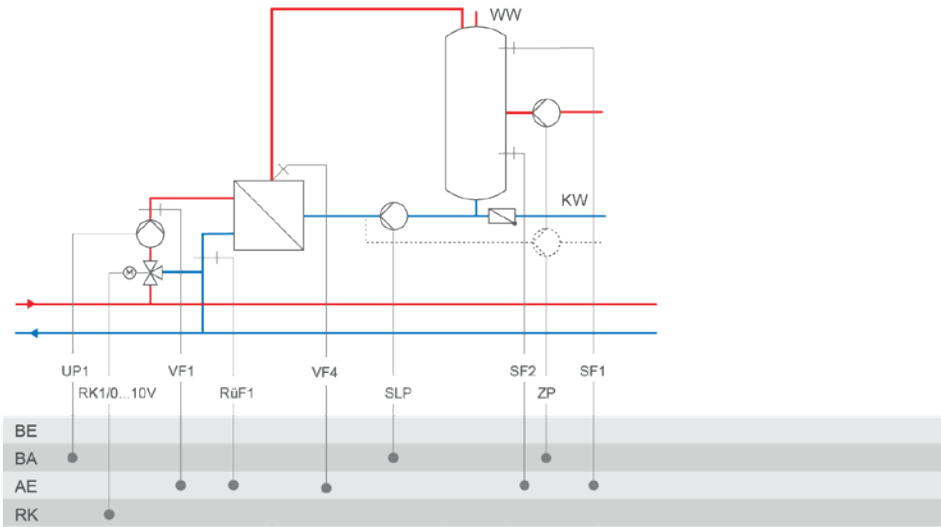 WW
KW
M
UP1 VF1 VF4 SF2 SF1
RK1/0...10V RüF1 SLP ZP
BE
BA
AE
RK